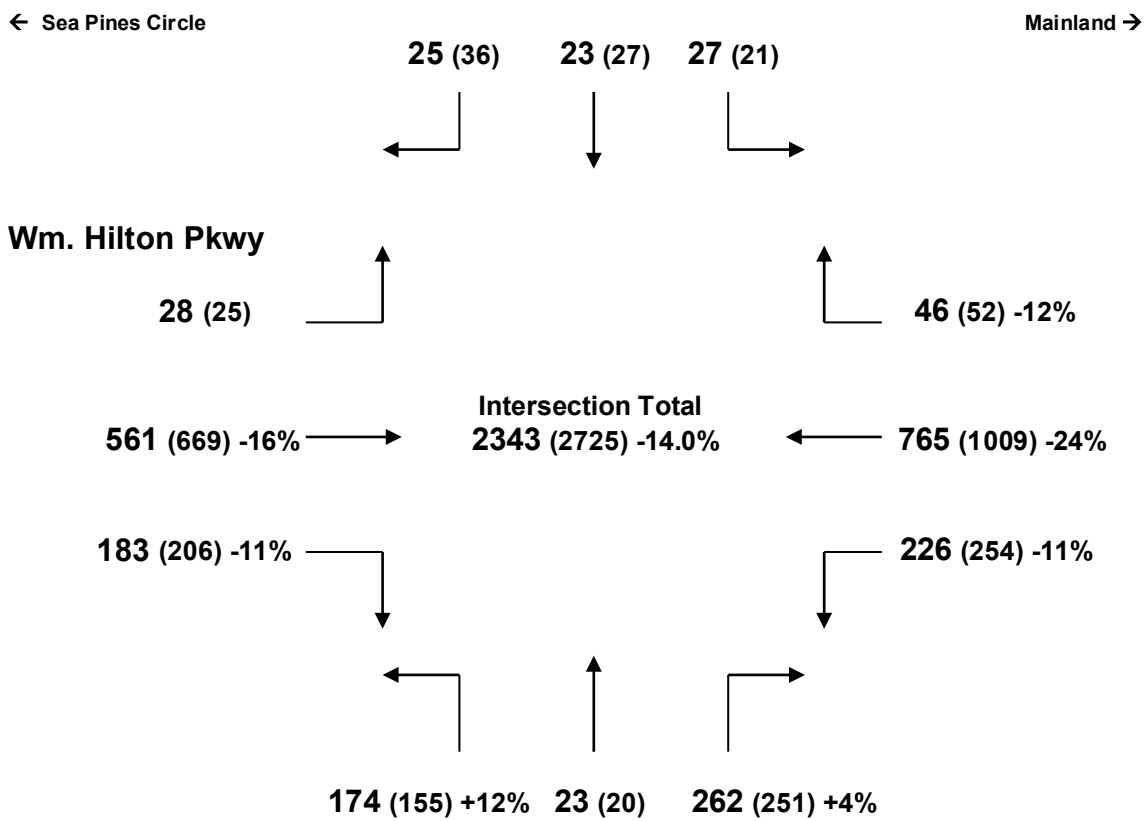 ← Sea Pines Circle Mainland →
25 (36) 23 (27) 27 (21)
Wm. Hilton Pkwy
28 (25) 46 (52) -12%
Intersection Total
561 (669) -16% 2343 (2725) -14.0% 765 (1009) -24%
183 (206) -11% 226 (254) -11%
174 (155) +12% 23 (20) 262 (251) +4%